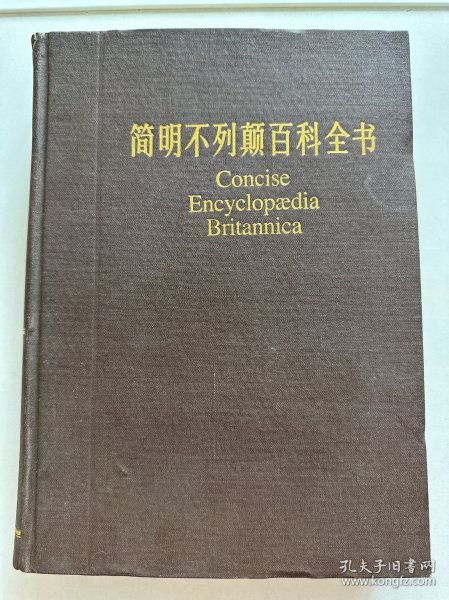 简明不列颠百科全书
Concise
Encyclopædia
Britannica
孔夫子旧书网
www.kongfz.com